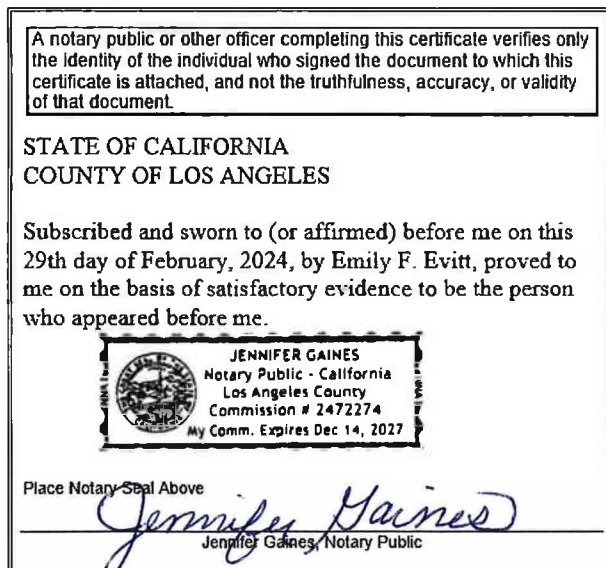 A notary public or other officer completing this certificate verifies only
the identity of the individual who signed the document to which this
certificate is attached, and not the truthfulness, accuracy, or validity
of that document.
STATE OF CALIFORNIA
COUNTY OF LOS ANGELES
Subscribed and sworn to (or affirmed) before me on this
29th day of February, 2024, by Emily F. Evitt, proved to
me on the basis of satisfactory evidence to be the person
who appeared before me.
JENNIFER GAINES
Notary Public - California
Los Angeles County
Commission # 2472274
My Comm. Expires Dec 14, 2027
Place Notary Seal Above
Jennifer Gaines
Jennifer Gaines, Notary Public